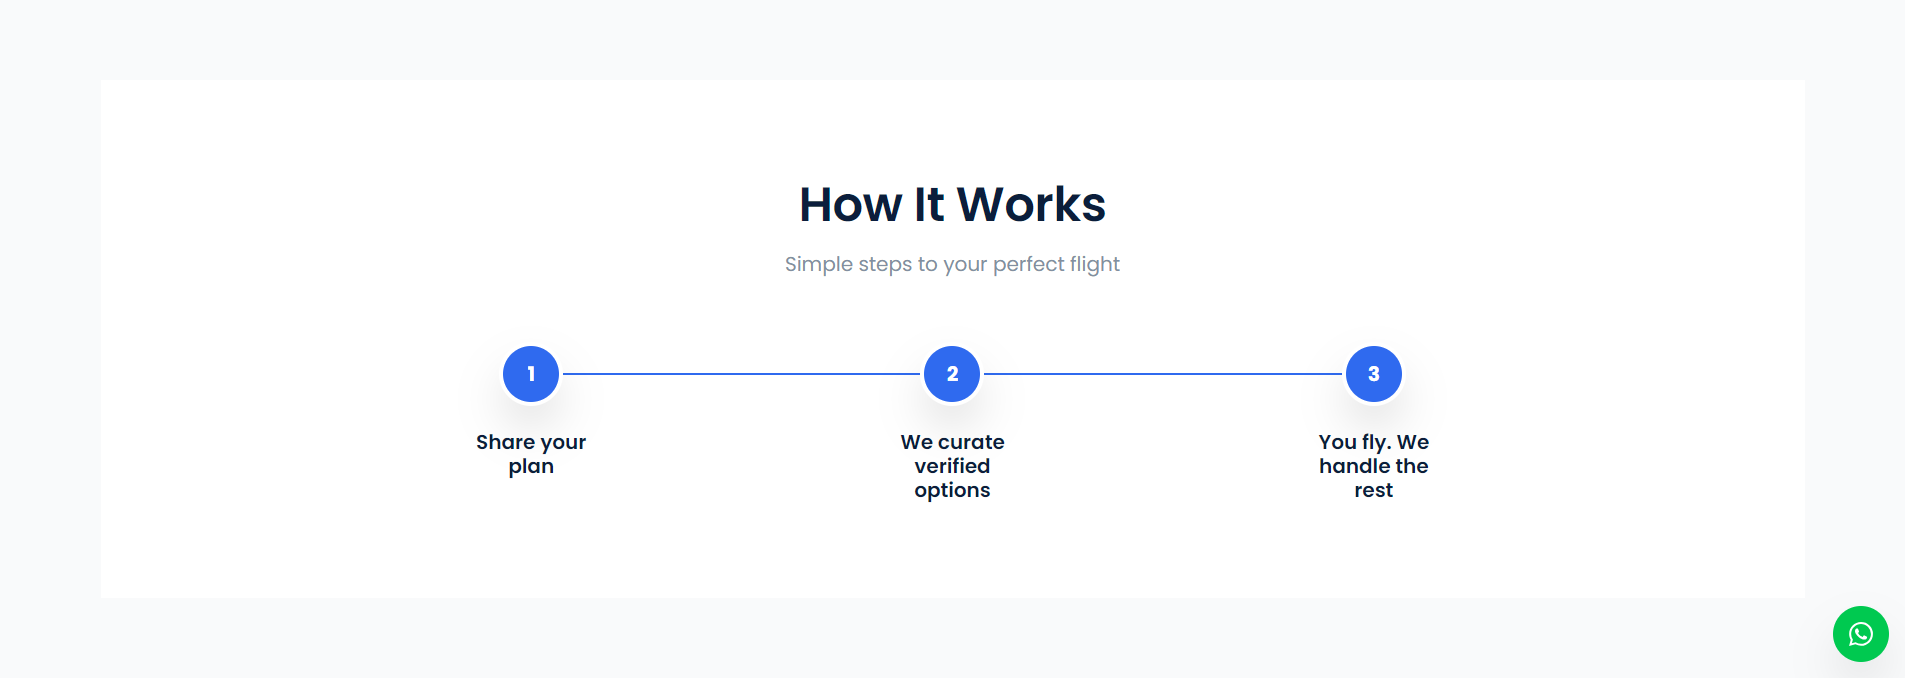 How It Works
Simple steps to your perfect flight
1
2
3
Share your
plan
We curate
verified
options
You fly. We
handle the
rest